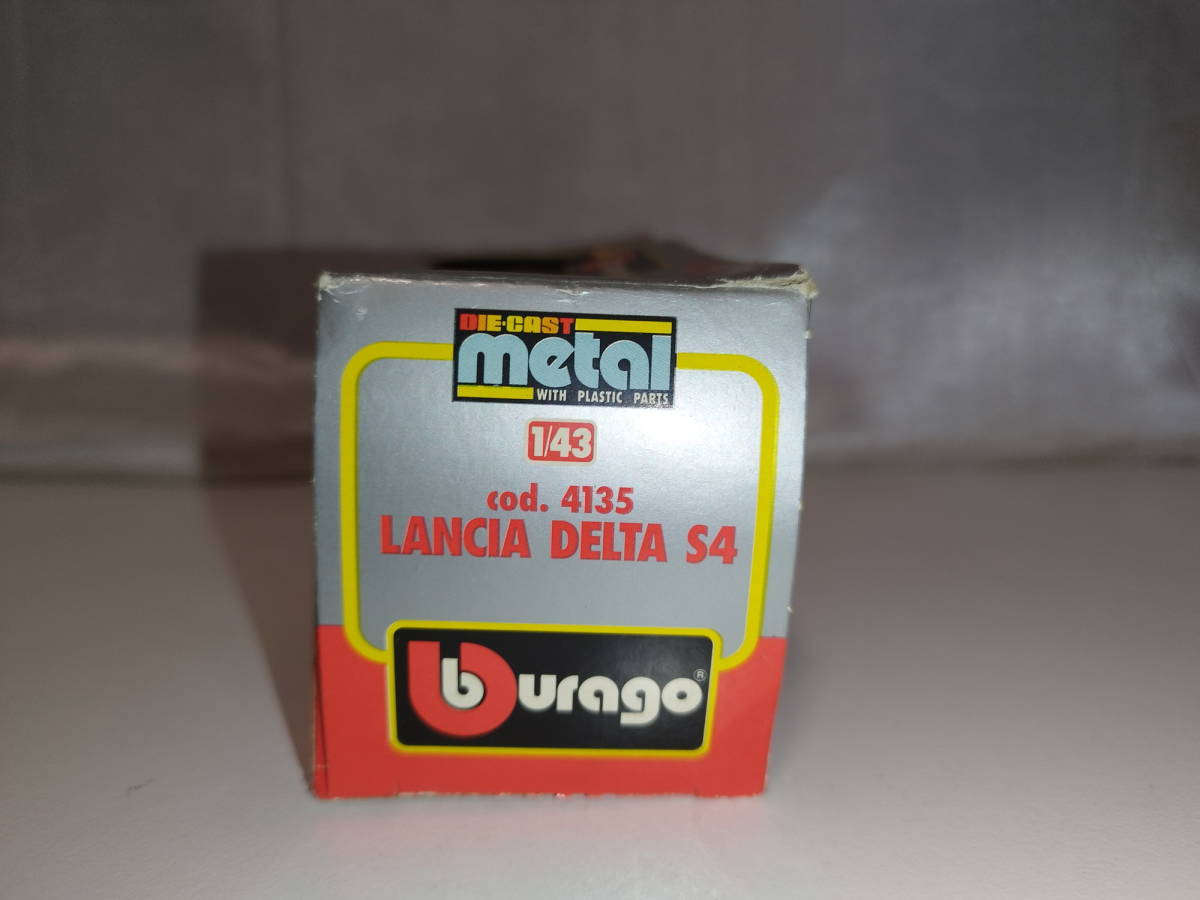 DIE·CAST
metal
WITH PLASTIC PARTS
1/43
cod. 4135
LANCIA DELTA S4
burago®